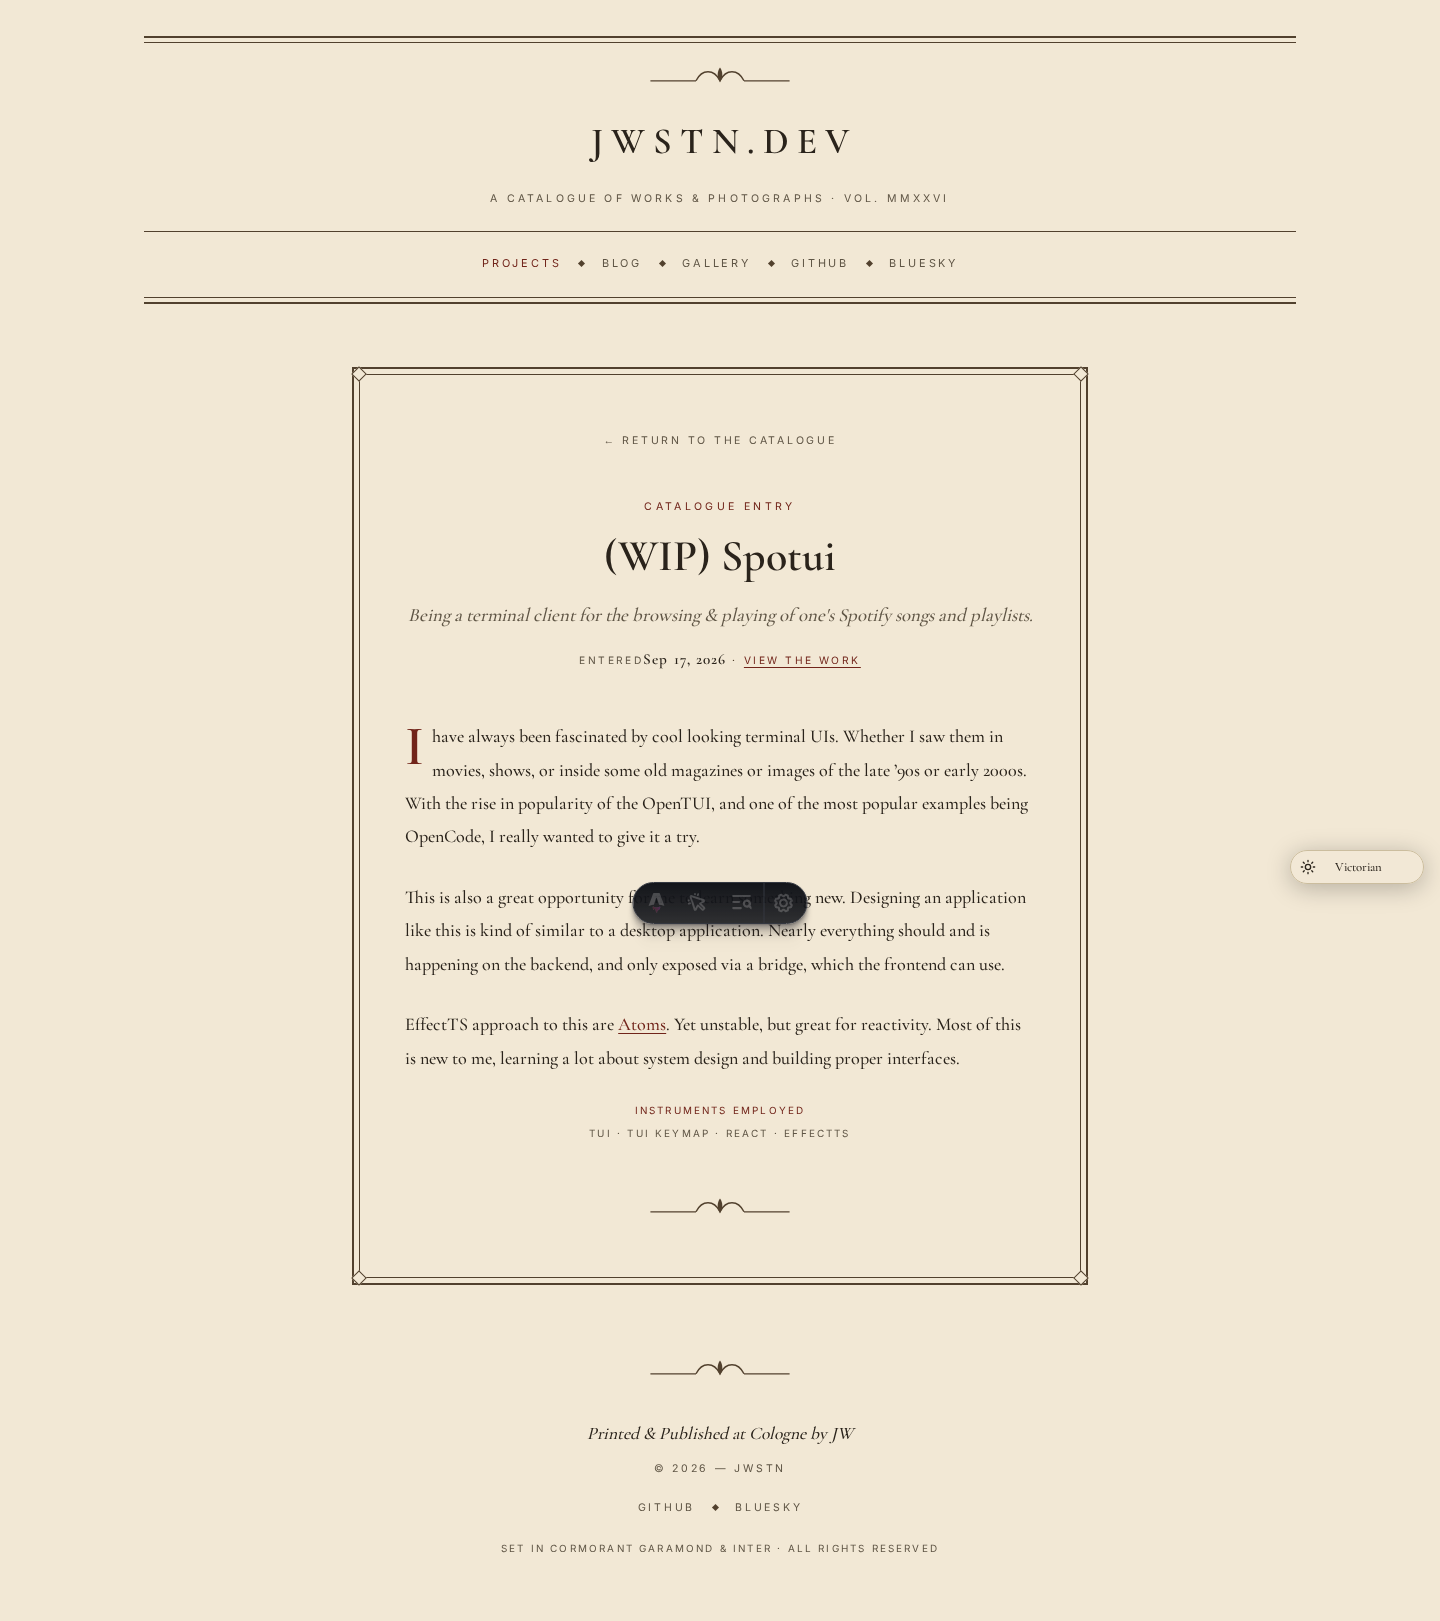 JWSTN.DEV
A CATALOGUE OF WORKS & PHOTOGRAPHS · VOL. MMXXVI
PROJECTS ◆ BLOG ◆ GALLERY ◆ GITHUB ◆ BLUESKY
← RETURN TO THE CATALOGUE
CATALOGUE ENTRY
(WIP) Spotui
Being a terminal client for the browsing & playing of one's Spotify songs and playlists.
ENTEREDSep 17, 2026 · VIEW THE WORK
I have always been fascinated by cool looking terminal UIs. Whether I saw them in
movies, shows, or inside some old magazines or images of the late ’90s or early 2000s.
With the rise in popularity of the OpenTUI, and one of the most popular examples being
OpenCode, I really wanted to give it a try.
This is also a great opportunity new. Designing an application
like this is kind of similar to a desktop application. Nearly everything should and is
happening on the backend, and only exposed via a bridge, which the frontend can use.
EffectTS approach to this are Atoms. Yet unstable, but great for reactivity. Most of this
is new to me, learning a lot about system design and building proper interfaces.
INSTRUMENTS EMPLOYED
TUI · TUI KEYMAP · REACT · EFFECTTS
Victorian
Printed & Published at Cologne by JW
© 2026 — JWSTN
GITHUB ◆ BLUESKY
SET IN CORMORANT GARAMOND & INTER · ALL RIGHTS RESERVED